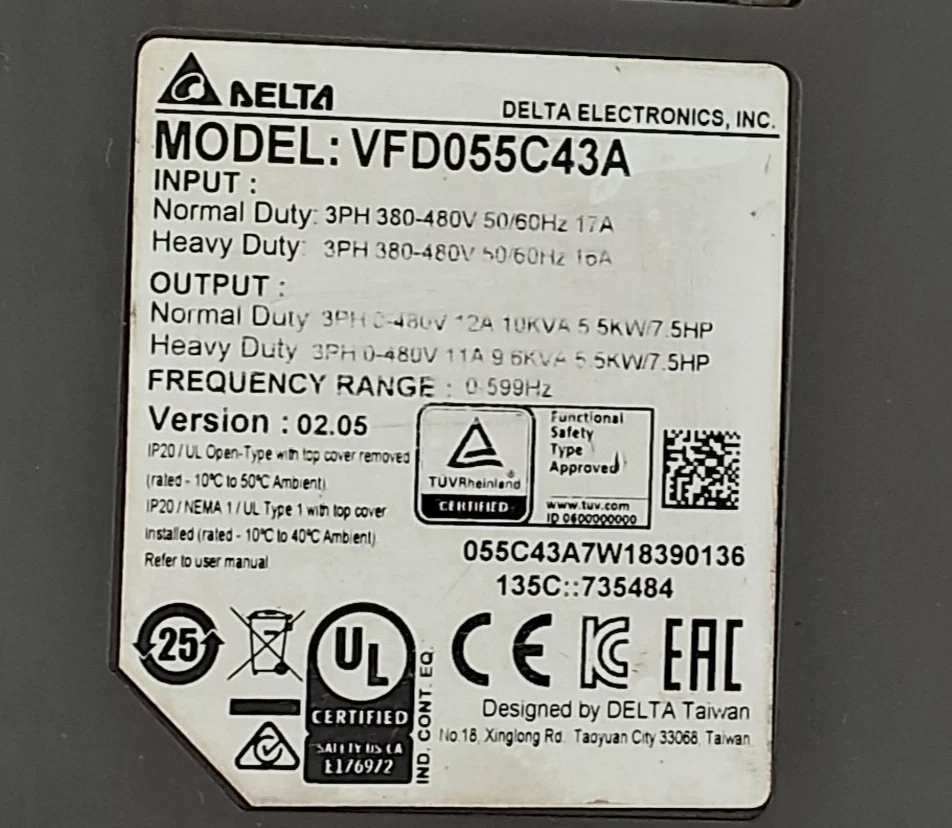 DELTA
DELTA ELECTRONICS, INC.
MODEL: VFD055C43A
INPUT :
Normal Duty: 3PH 380-480V 50/60Hz 17A
Heavy Duty: 3PH 380-480V 50/60Hz 16A
OUTPUT :
Normal Duty 3PH 0-480V 12A 10KVA 5.5KW/7.5HP
Heavy Duty 3PH 0-480V 11A 9.6KVA 5.5KW/7.5HP
FREQUENCY RANGE : 0-599Hz
Version : 02.05
IP20 / UL Open-Type with top cover removed
(rated - 10℃ to 50℃ Ambient)
IP20 / NEMA 1 / UL Type 1 with top cover
installed (rated - 10℃ to 40℃ Ambient)
Refer to user manual
TÜVRheinland®
CERTIFIED
Functional
Safety
Type
Approved
www.tuv.com
ID 0600000000
055C43A7W18390136
135C::735484
25
UL
CERTIFIED
SAFETY US CA
E176972
IND. CONT. EQ.
CE KC EAC
Designed by DELTA Taiwan
No.18, Xinglong Rd. Taoyuan City 33068, Taiwan